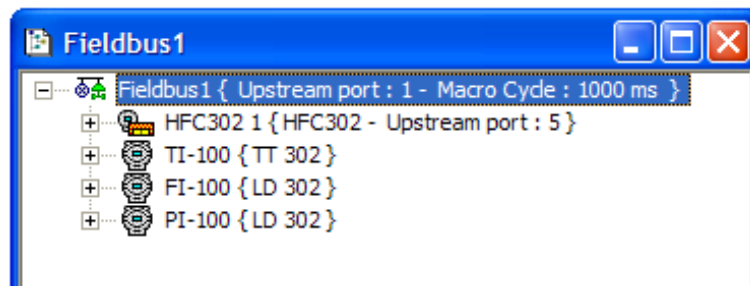 Fieldbus1
Fieldbus1 { Upstream port : 1 - Macro Cycle : 1000 ms }
HFC302 1 { HFC302 - Upstream port : 5 }
TI-100 { TT 302 }
FI-100 { LD 302 }
PI-100 { LD 302 }